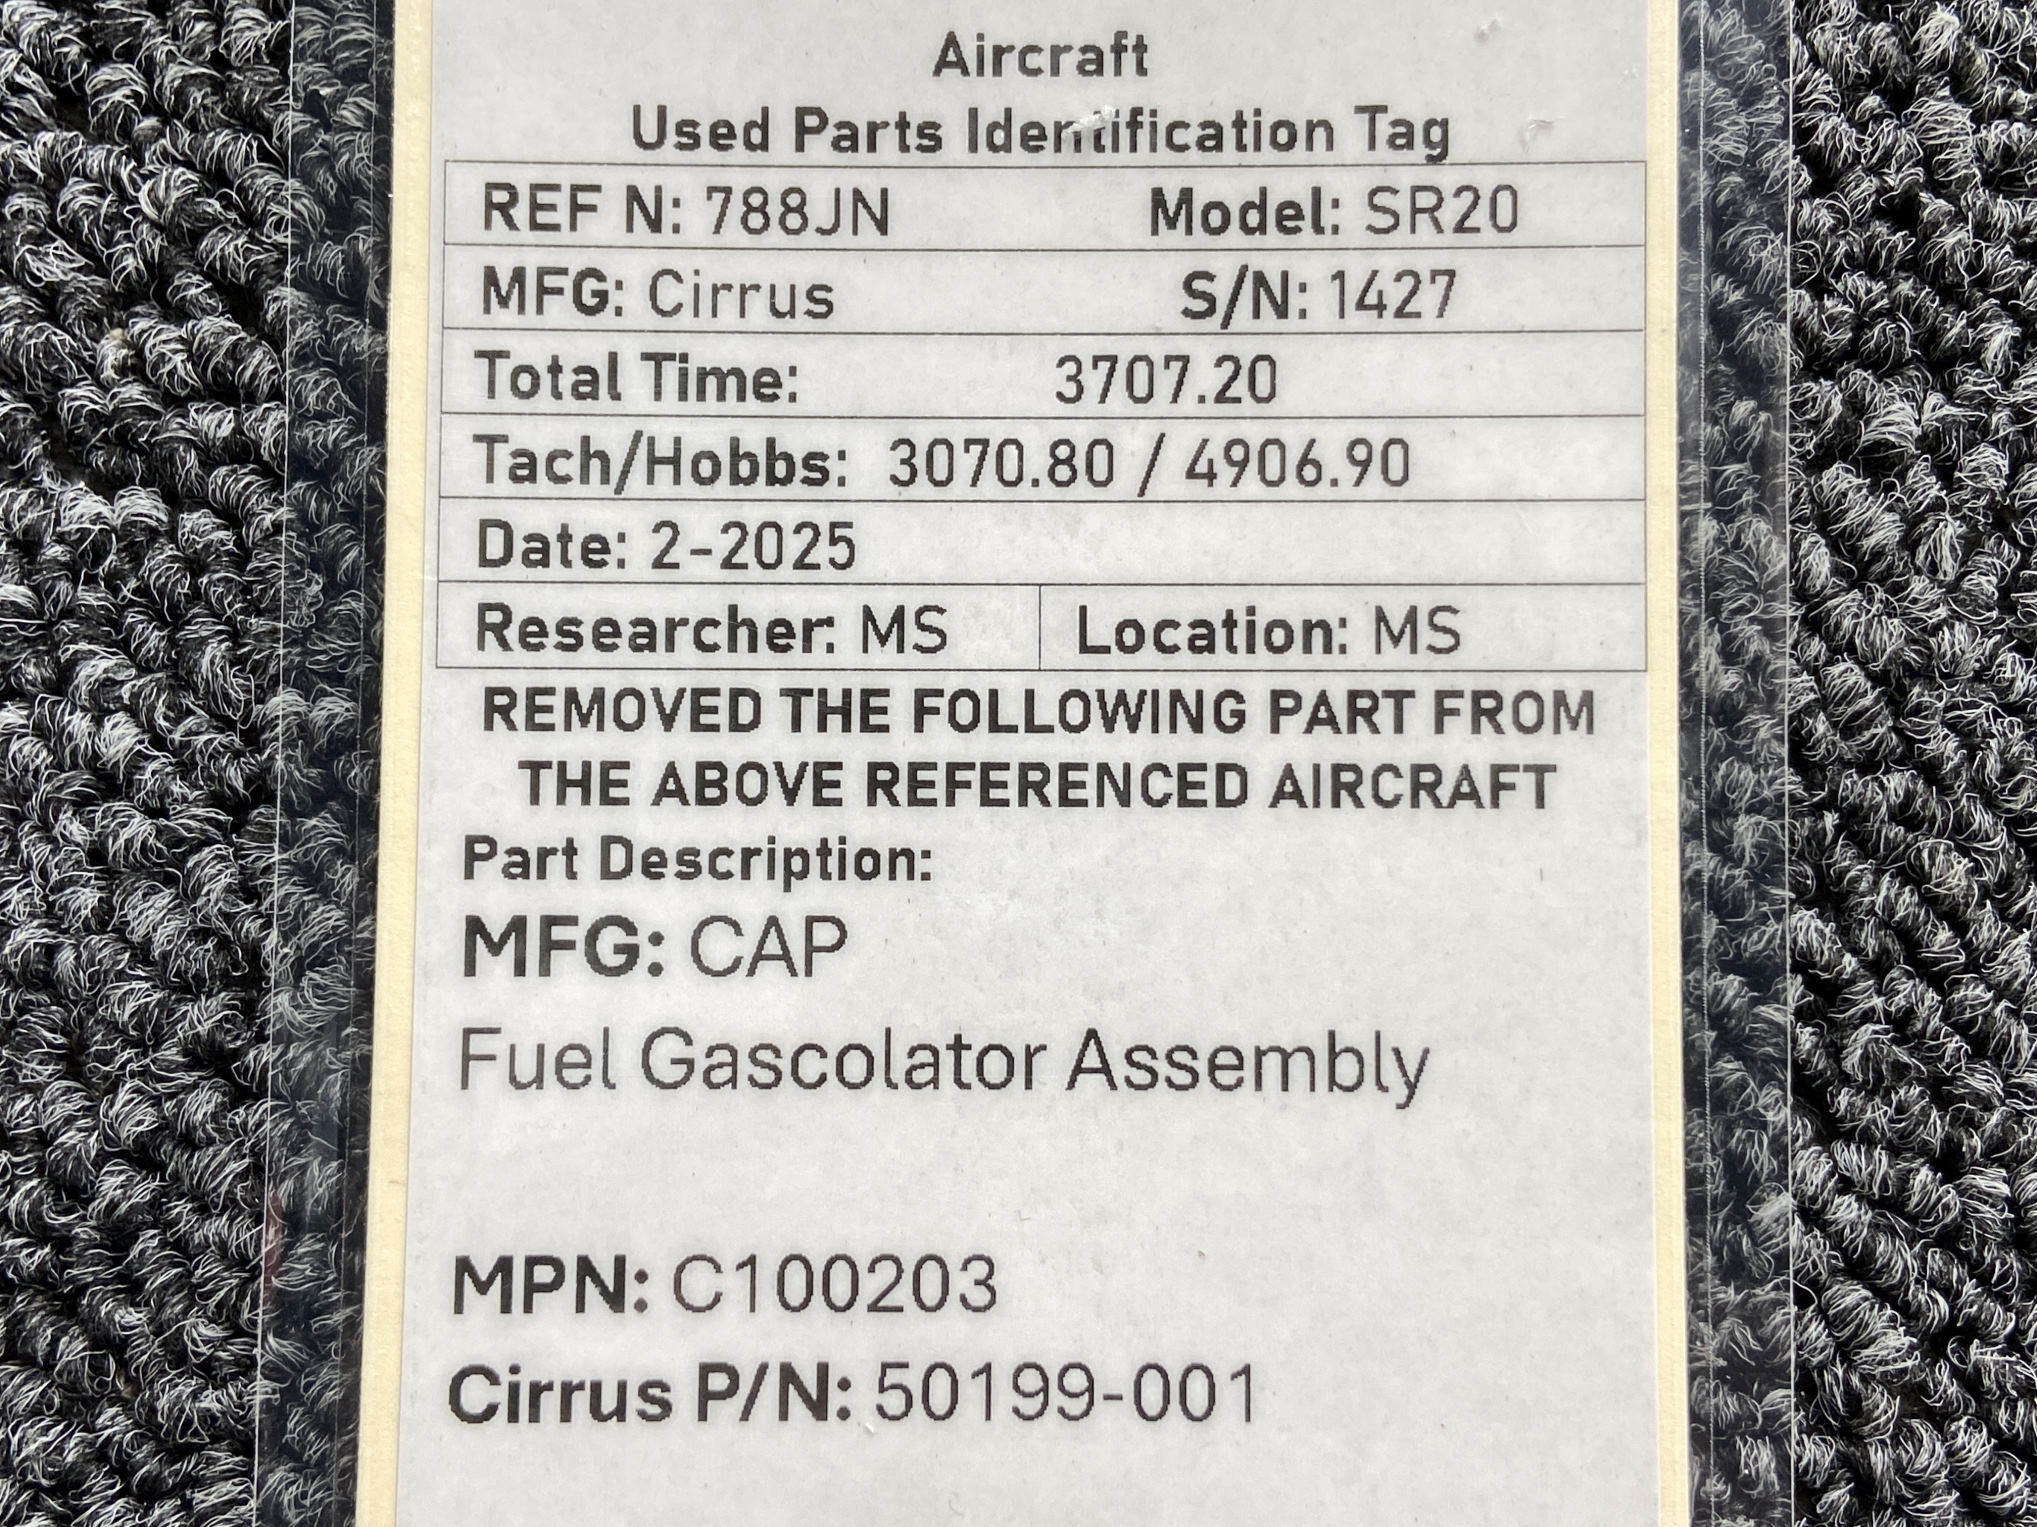 Aircraft
Used Parts Identification Tag
REF N: 788JN Model: SR20
MFG: Cirrus S/N: 1427
Total Time: 3707.20
Tach/Hobbs: 3070.80 / 4906.90
Date: 2-2025
Researcher: MS Location: MS
REMOVED THE FOLLOWING PART FROM
THE ABOVE REFERENCED AIRCRAFT
Part Description:
MFG: CAP
Fuel Gascolator Assembly
MPN: C100203
Cirrus P/N: 50199-001